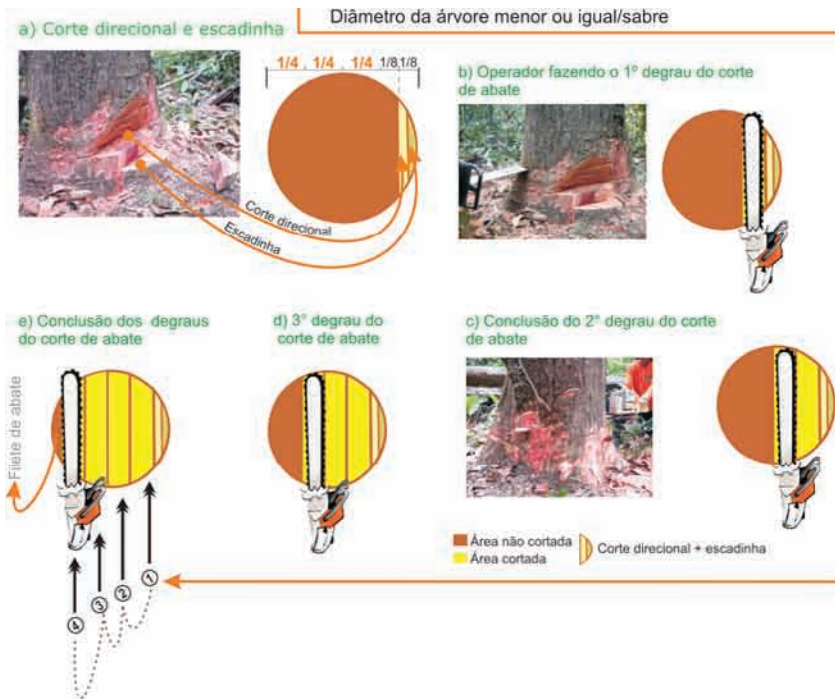 Diâmetro da árvore menor ou igual/sabre
a) Corte direcional e escadinha
1/4 1/4 1/4 1/8 1/8
Corte direcional
Escadinha
b) Operador fazendo o 1º degrau do corte
de abate
c) Conclusão do 2° degrau do corte
de abate
d) 3° degrau do
corte de abate
e) Conclusão dos degraus
do corte de abate
Filete de abate
Área não cortada
Área cortada
Corte direcional + escadinha
1
2
3
4